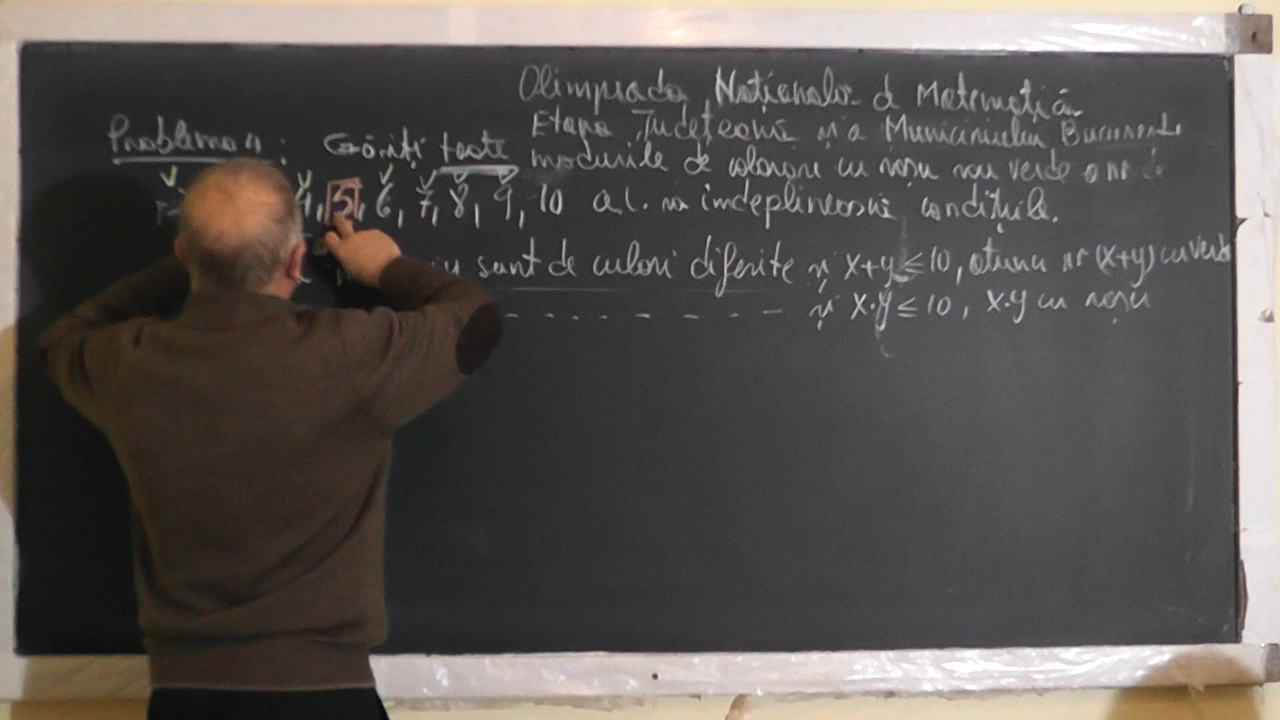 Olimpiada Națională d Matematică
Etapa Județeană și a Municipiului București
Problema 4: Găsiți toate modurile de colorare cu roșu sau verde a nr
4, 5, 6, 7, 8, 9, 10 a.î. să îndeplinească condițiile.
sunt de culori diferite și x+y ≤ 10, atunci nr (x+y) cu verde
- - - - - - - și x·y ≤ 10, x·y cu roșu